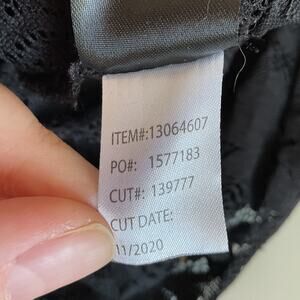 ITEM#:13064607
PO#: 1577183
CUT#: 139777
CUT DATE:
11/2020